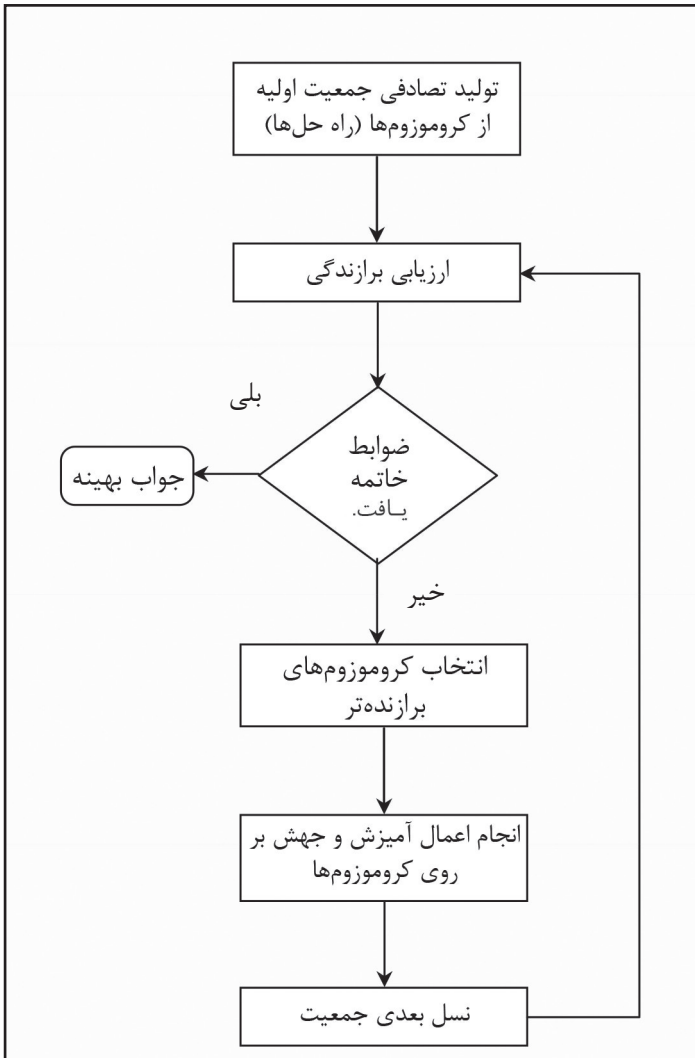 تولید تصادفی جمعیت اولیه
از کروموزوم‌ها (راه حل‌ها)
ارزیابی برازندگی
بلی
ضوابط
خاتمه
یـافت.
جواب بهینه
خیر
انتخاب کروموزوم‌های
برازنده‌تر
انجام اعمال آمیزش و جهش بر
روی کروموزوم‌ها
نسل بعدی جمعیت